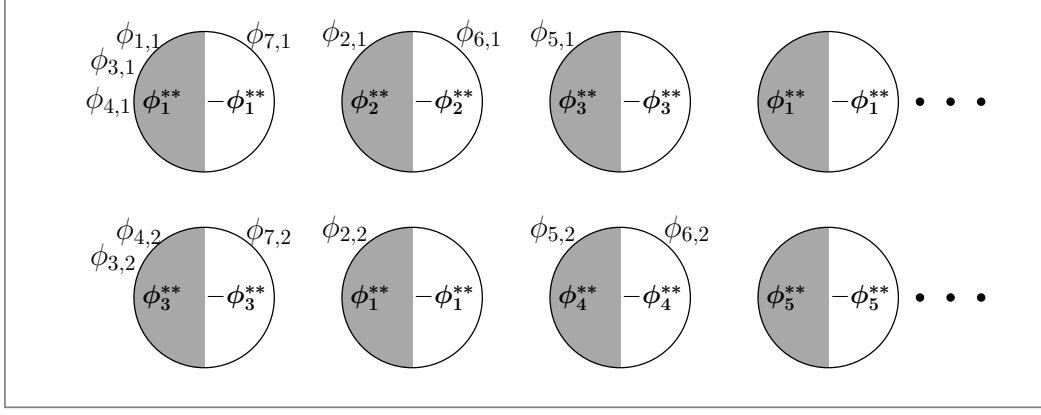 ϕ1,1 ϕ7,1 ϕ2,1 ϕ6,1 ϕ5,1
ϕ3,1
ϕ4,1 ϕ1** −ϕ1** ϕ2** −ϕ2** ϕ3** −ϕ3** ϕ1** −ϕ1** • • •
ϕ4,2 ϕ7,2 ϕ2,2 ϕ5,2 ϕ6,2
ϕ3,2
ϕ3** −ϕ3** ϕ1** −ϕ1** ϕ4** −ϕ4** ϕ5** −ϕ5** • • •